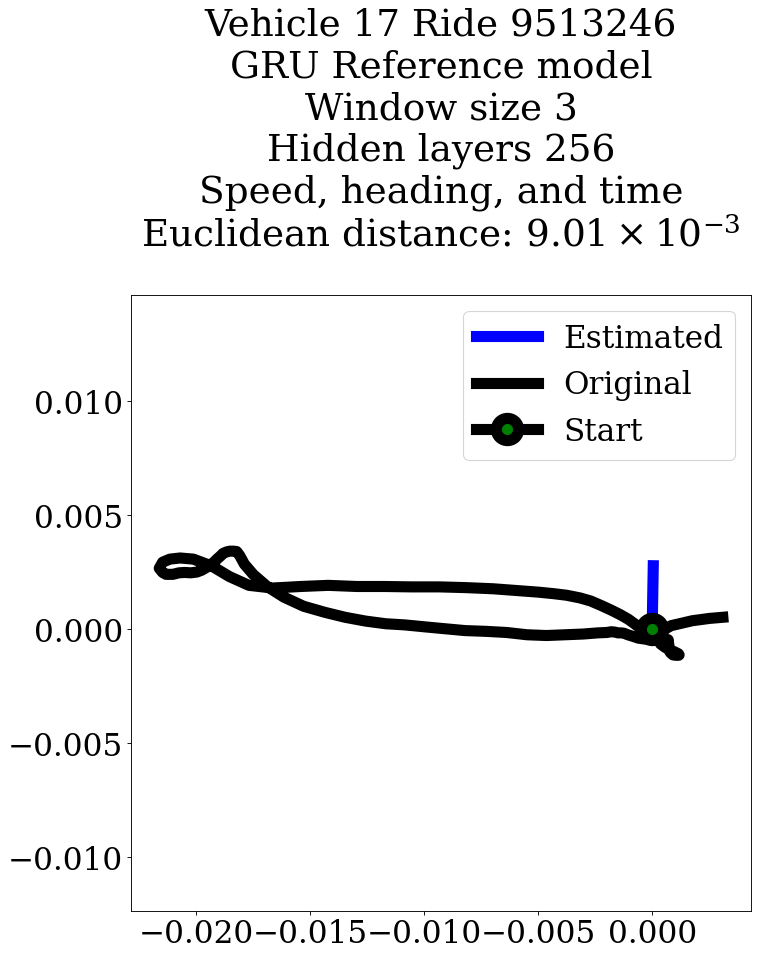 Vehicle 17 Ride 9513246
GRU Reference model
Window size 3
Hidden layers 256
Speed, heading, and time
Euclidean distance: 9.01 × 10⁻³
Estimated
Original
Start
0.010
0.005
0.000
−0.005
−0.010
−0.020 −0.015 −0.010 −0.005 0.000